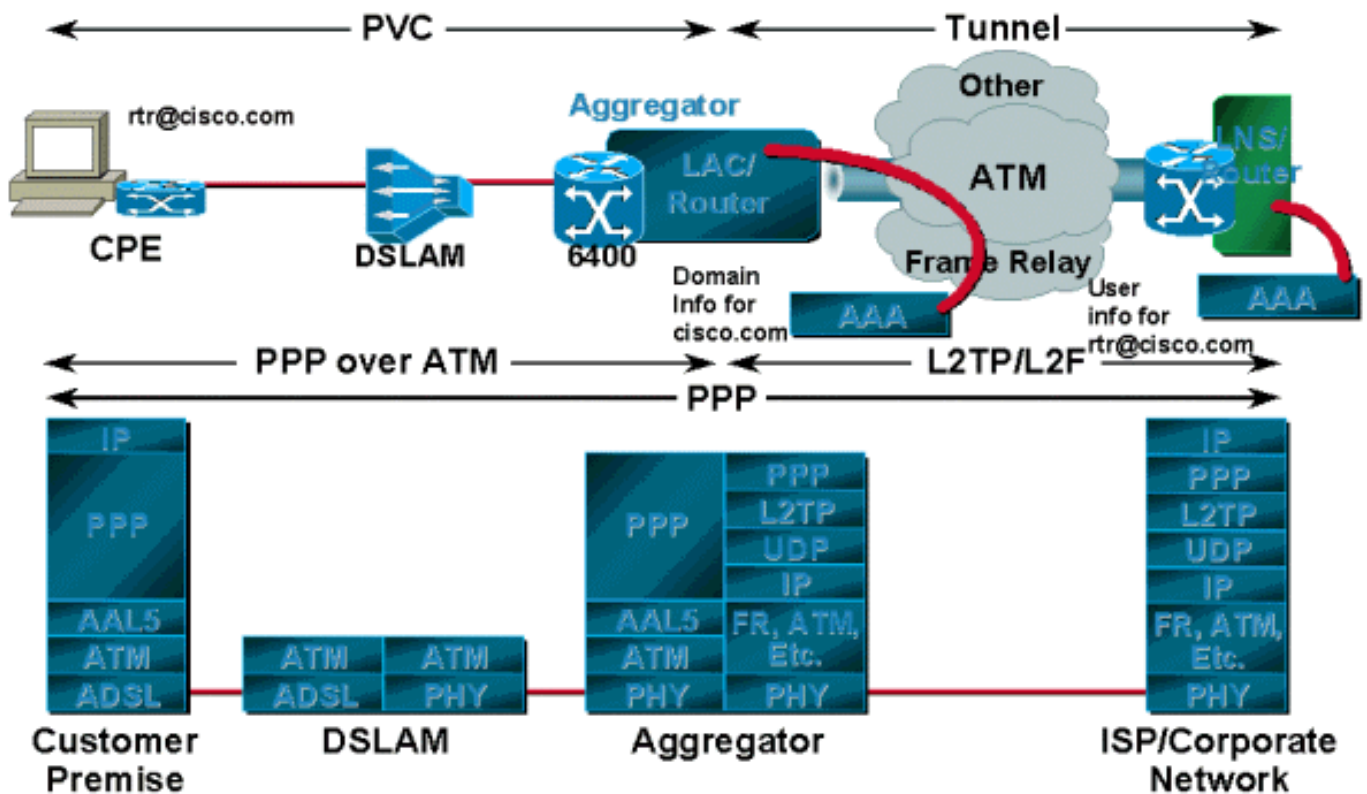 PVC
Tunnel
rtr@cisco.com
Aggregator
Other
LAC/
Router
ATM
LNS/
Router
CPE
DSLAM
6400
Frame Relay
Domain
Info for
cisco.com
AAA
User
info for
rtr@cisco.com
AAA
PPP over ATM
L2TP/L2F
PPP
IP
PPP
AAL5
ATM
ADSL
Customer
Premise
ATM
ATM
ADSL
PHY
DSLAM
PPP
AAL5
ATM
PHY
PPP
L2TP
UDP
IP
FR, ATM,
Etc.
PHY
Aggregator
IP
PPP
L2TP
UDP
IP
FR, ATM,
Etc.
PHY
ISP/Corporate
Network